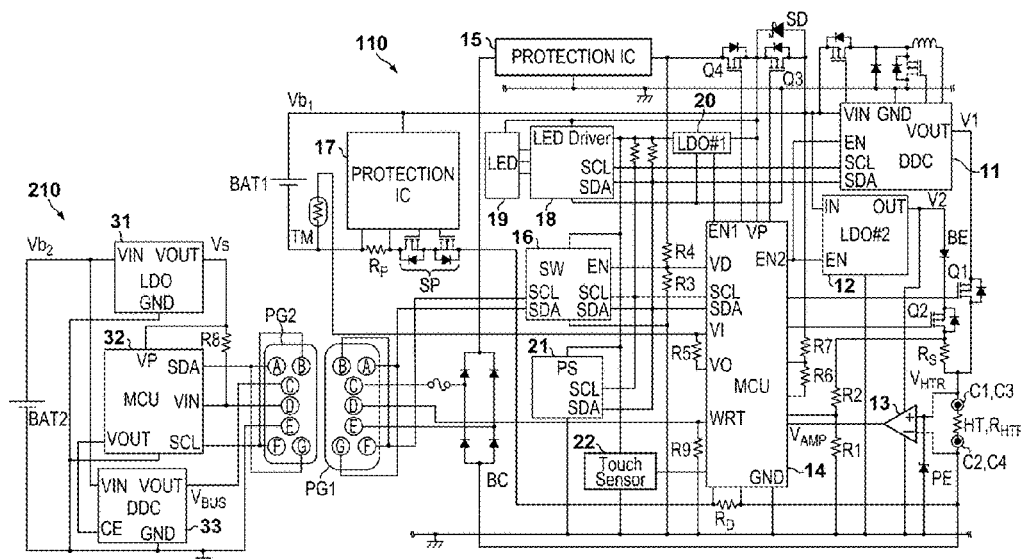 110
15
PROTECTION IC
Q4
SD
Q3
Vb1
17
PROTECTION IC
BAT1
TM
RP
SP
LED
19
LED Driver
SCL
SDA
18
20
LDO#1
VIN GND
VOUT
EN
SCL
SDA
DDC
V1
11
IN
OUT
EN
LDO#2
12
V2
BE
Q1
Q2
RS
16
SW
EN
SCL
SDA
R4
R3
R5
EN1 VP
EN2
VD
SCL
SDA
VI
VO
MCU
WRT
GND
14
21
PS
SCL
SDA
22
Touch Sensor
R9
RD
R7
R6
R2
R1
VAMP
13
PE
VHTR
C1, C3
HT, RHTR
C2, C4
210
Vb2
BAT2
31
VIN VOUT
LDO
GND
Vs
32
VP
SDA
MCU VIN
VOUT
SCL
R8
VIN VOUT
DDC
CE
GND
33
VBUS
PG2
A B
C
D
E
F G
PG1
B A
C
D
E
G F
BC